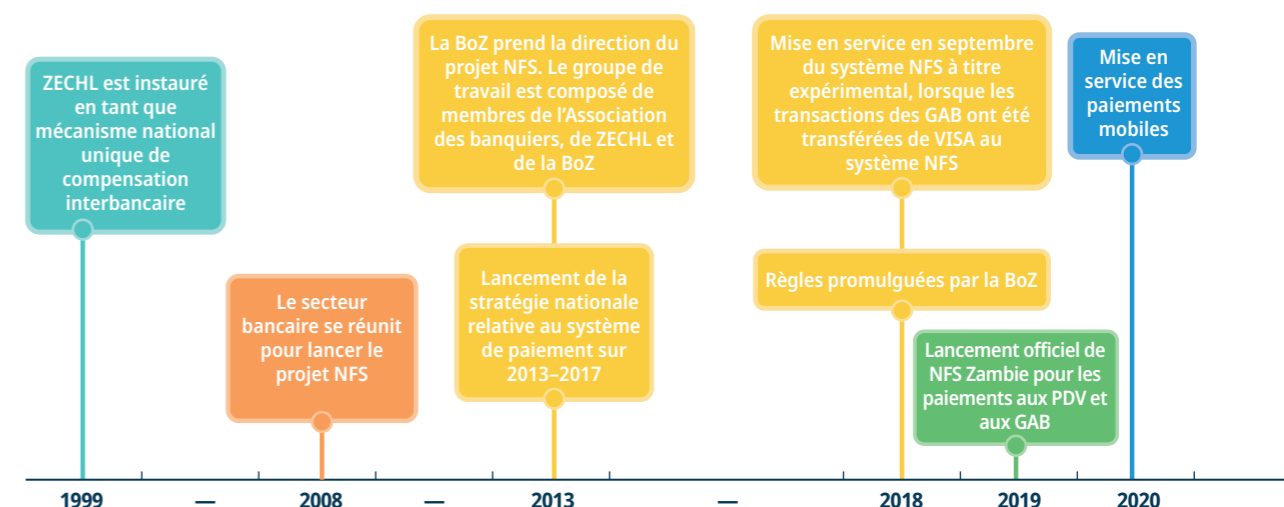 ZECHL est instauré
en tant que
mécanisme national
unique de
compensation
interbancaire
Le secteur
bancaire se réunit
pour lancer le
projet NFS
La BoZ prend la direction du
projet NFS. Le groupe de
travail est composé de
membres de l’Association
des banquiers, de ZECHL et
de la BoZ
Lancement de la
stratégie nationale
relative au système
de paiement sur
2013–2017
Mise en service en septembre
du système NFS à titre
expérimental, lorsque les
transactions des GAB ont été
transférées de VISA au
système NFS
Règles promulguées par la BoZ
Lancement officiel de
NFS Zambie pour les
paiements aux PDV et
aux GAB
Mise en
service des
paiements
mobiles
1999 — 2008 — 2013 — 2018 2019 2020